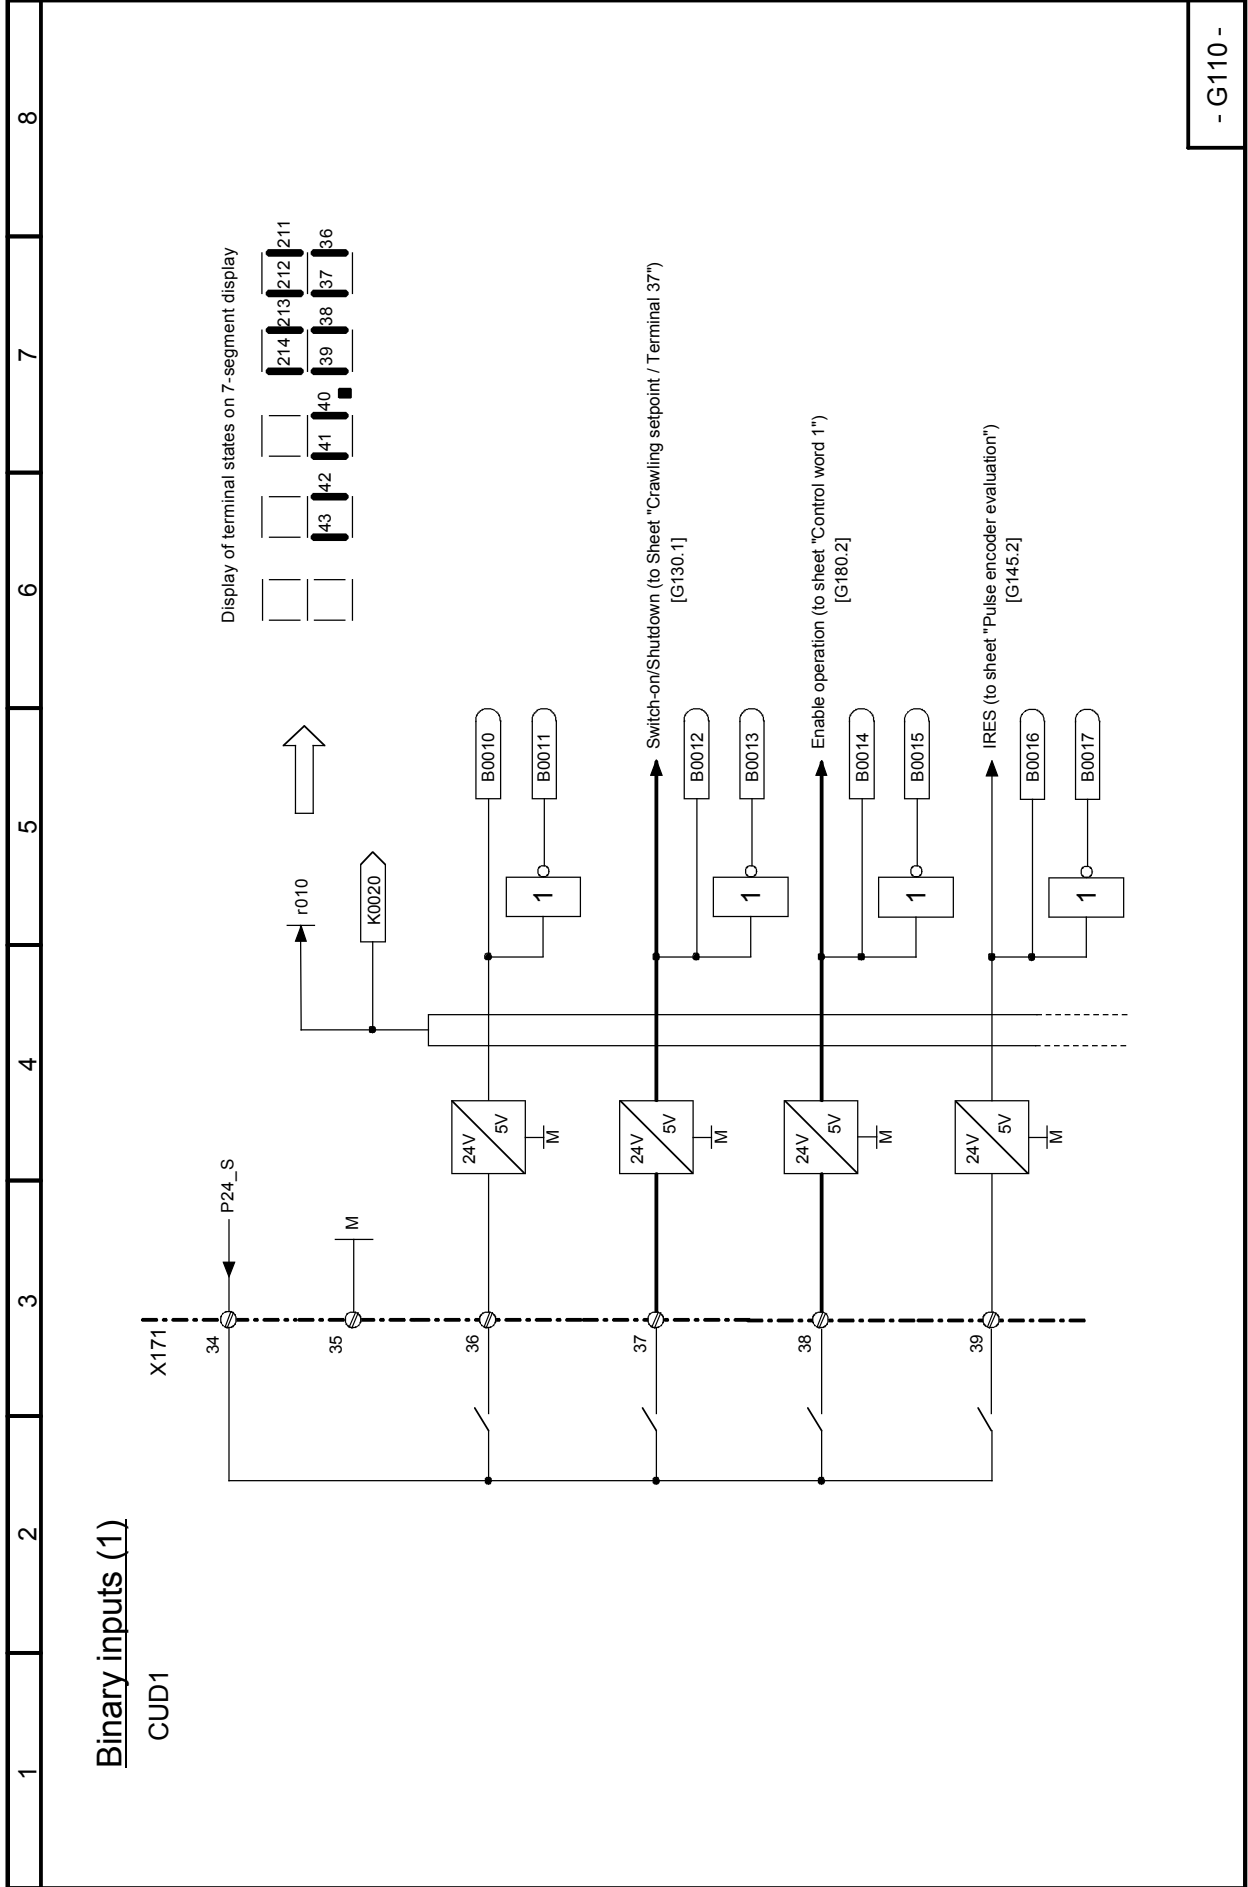 1 2 3 4 5 6 7 8
Binary inputs (1)
CUD1
X171
34
P24_S
35
M
r010
K0020
Display of terminal states on 7-segment display
214 213 212 211
43 42 41 40 39 38 37 36
36
24V
5V
M
B0010
1
B0011
37
24V
5V
M
Switch-on/Shutdown (to Sheet "Crawling setpoint / Terminal 37")
[G130.1]
B0012
1
B0013
38
24V
5V
M
Enable operation (to sheet "Control word 1")
[G180.2]
B0014
1
B0015
39
24V
5V
M
IRES (to sheet "Pulse encoder evaluation")
[G145.2]
B0016
1
B0017
- G110 -